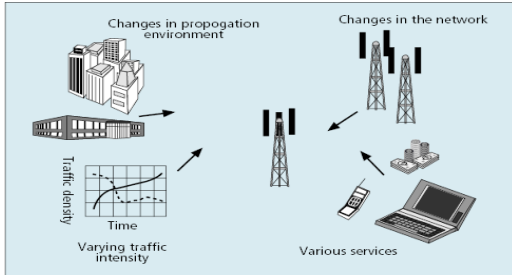 Changes in propogation
environment
Changes in the network
Traffic density
Time
Varying traffic
intensity
Various services